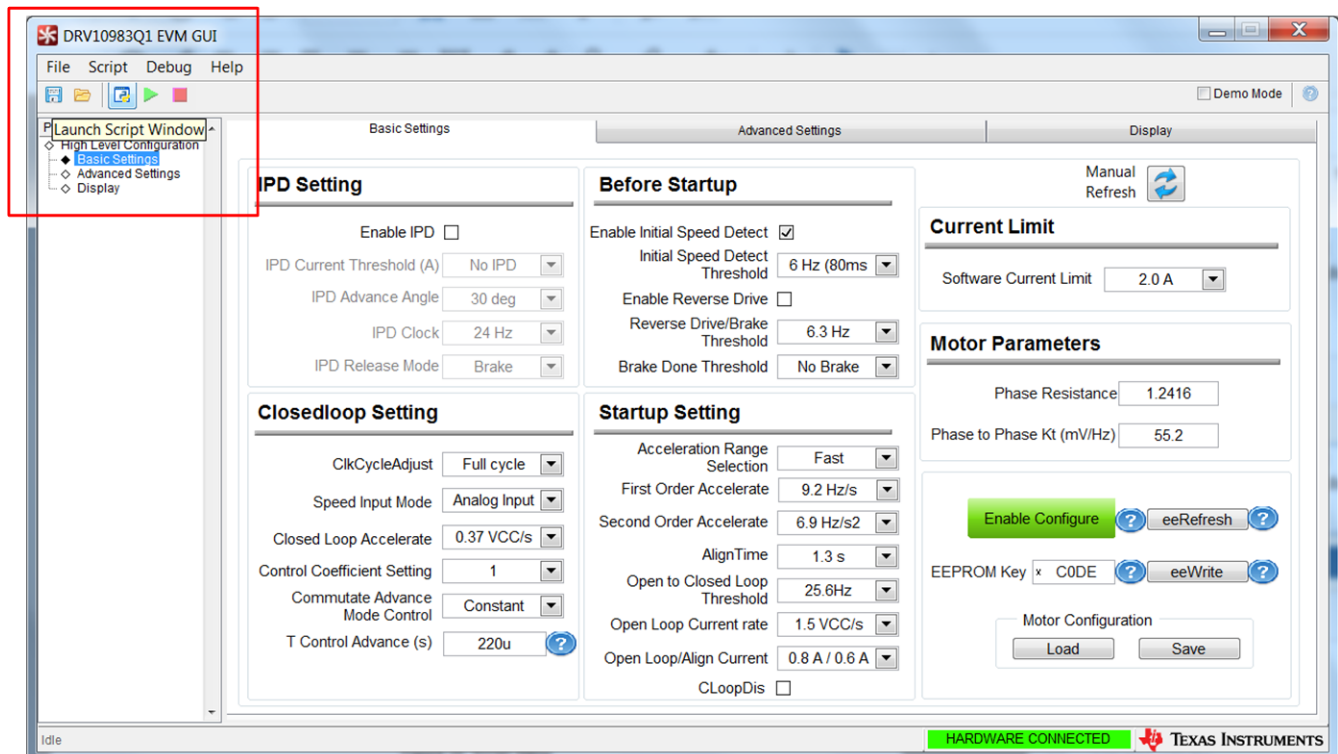 DRV10983Q1 EVM GUI
File Script Debug Help
Demo Mode
Launch Script Window
High Level Configuration
Basic Settings
Advanced Settings
Display
Basic Settings
Advanced Settings
Display
IPD Setting
Enable IPD
IPD Current Threshold (A) No IPD
IPD Advance Angle 30 deg
IPD Clock 24 Hz
IPD Release Mode Brake
Before Startup
Enable Initial Speed Detect
Initial Speed Detect
Threshold 6 Hz (80ms
Enable Reverse Drive
Reverse Drive/Brake
Threshold 6.3 Hz
Brake Done Threshold No Brake
Manual
Refresh
Current Limit
Software Current Limit 2.0 A
Motor Parameters
Phase Resistance 1.2416
Phase to Phase Kt (mV/Hz) 55.2
Closedloop Setting
ClkCycleAdjust Full cycle
Speed Input Mode Analog Input
Closed Loop Accelerate 0.37 VCC/s
Control Coefficient Setting 1
Commutate Advance
Mode Control Constant
T Control Advance (s) 220u ?
Startup Setting
Acceleration Range
Selection Fast
First Order Accelerate 9.2 Hz/s
Second Order Accelerate 6.9 Hz/s2
AlignTime 1.3 s
Open to Closed Loop
Threshold 25.6Hz
Open Loop Current rate 1.5 VCC/s
Open Loop/Align Current 0.8 A / 0.6 A
CLoopDis
Enable Configure ? eeRefresh ?
EEPROM Key x C0DE ? eeWrite ?
Motor Configuration
Load Save
Idle
HARDWARE CONNECTED
TEXAS INSTRUMENTS